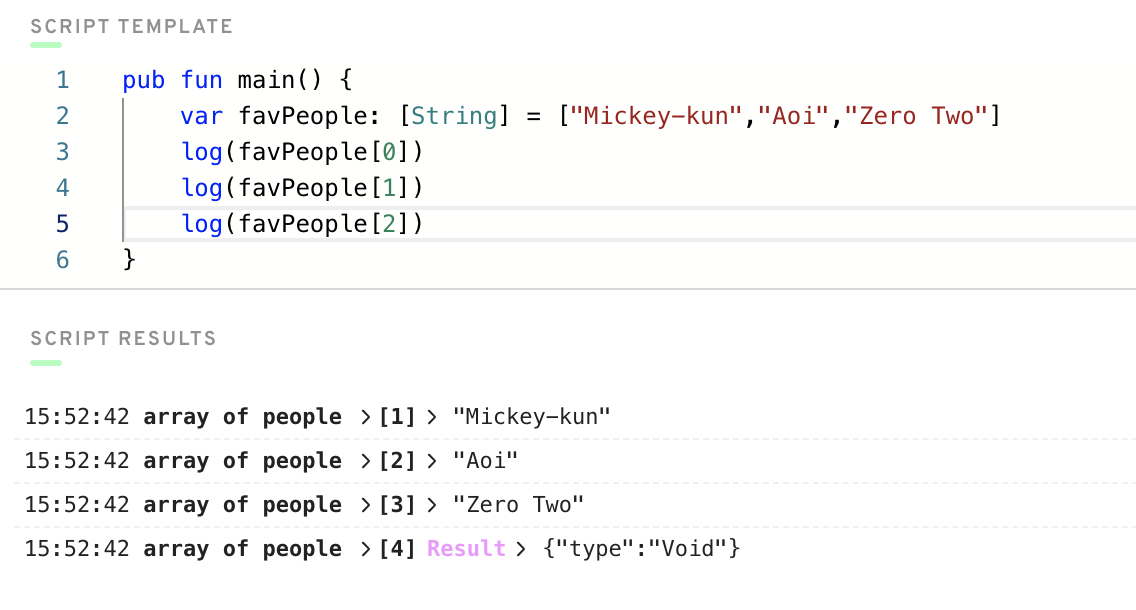 SCRIPT TEMPLATE
1 pub fun main() {
2 var favPeople: [String] = ["Mickey-kun","Aoi","Zero Two"]
3 log(favPeople[0])
4 log(favPeople[1])
5 log(favPeople[2])
6 }
SCRIPT RESULTS
15:52:42 array of people >[1]> "Mickey-kun"
15:52:42 array of people >[2]> "Aoi"
15:52:42 array of people >[3]> "Zero Two"
15:52:42 array of people >[4] Result > {"type":"Void"}